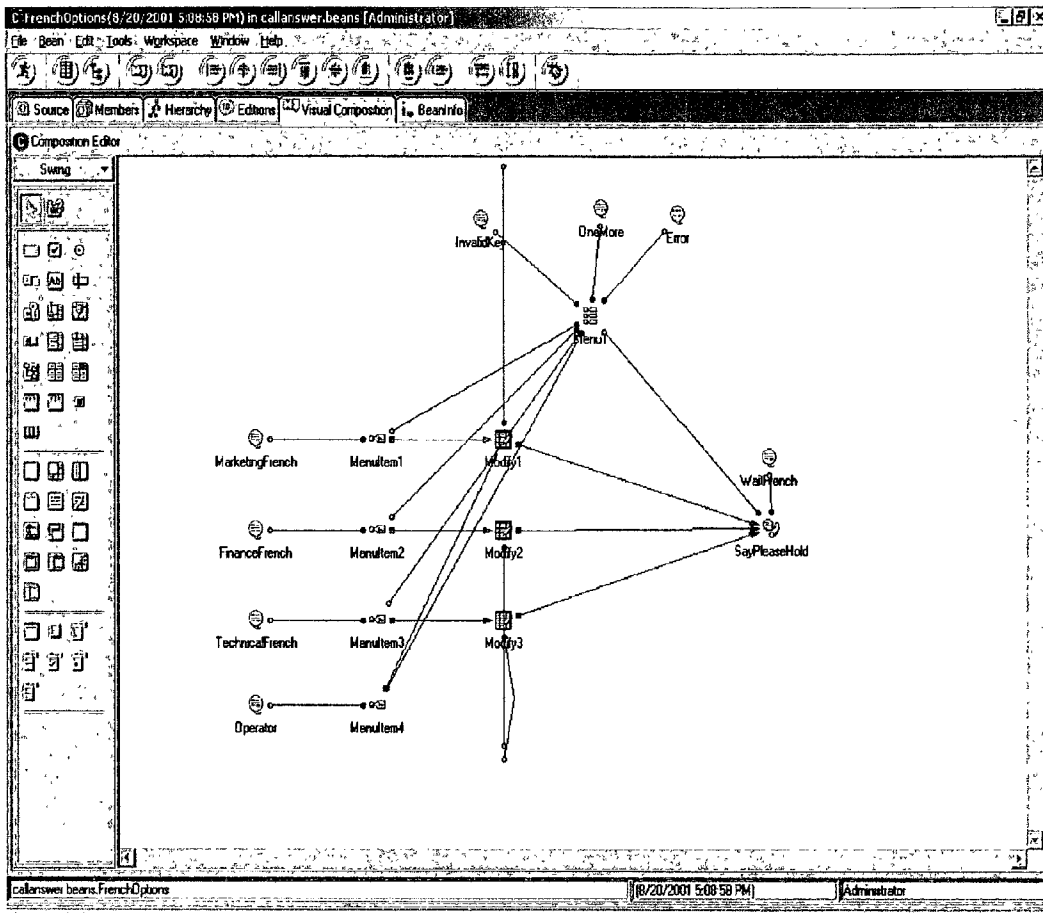 C FrenchOptions(8/20/2001 5:08:58 PM) in callanswer.beans [Administrator]
File Bean Edit Tools Workspace Window Help
Source Members Hierarchy Editions Visual Composition BeanInfo
Composition Editor
Swing
InvalidKey
OneMore
Error
Menu1
MarketingFrench
MenuItem1
Modify1
WaitFrench
FinanceFrench
MenuItem2
Modify2
SayPleaseHold
TechnicalFrench
MenuItem3
Modify3
Operator
MenuItem4
callanswer.beans.FrenchOptions
(8/20/2001 5:08:58 PM)
Administrator